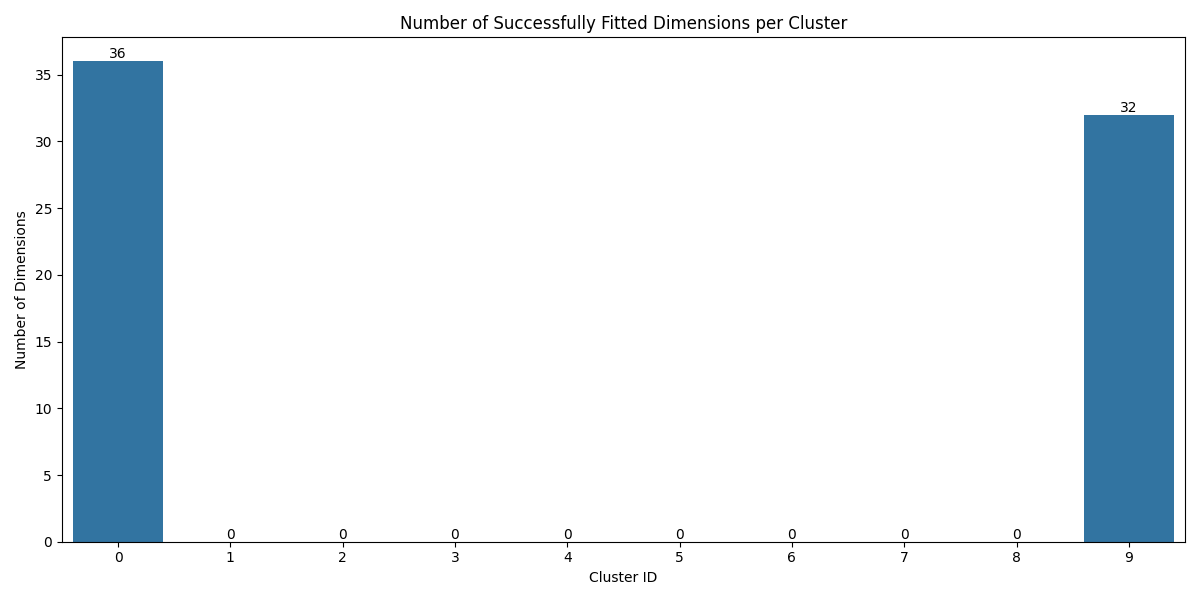 Number of Successfully Fitted Dimensions per Cluster
36
32
0 0 0 0 0 0 0 0
Number of Dimensions
35
30
25
20
15
10
5
0
0 1 2 3 4 5 6 7 8 9
Cluster ID